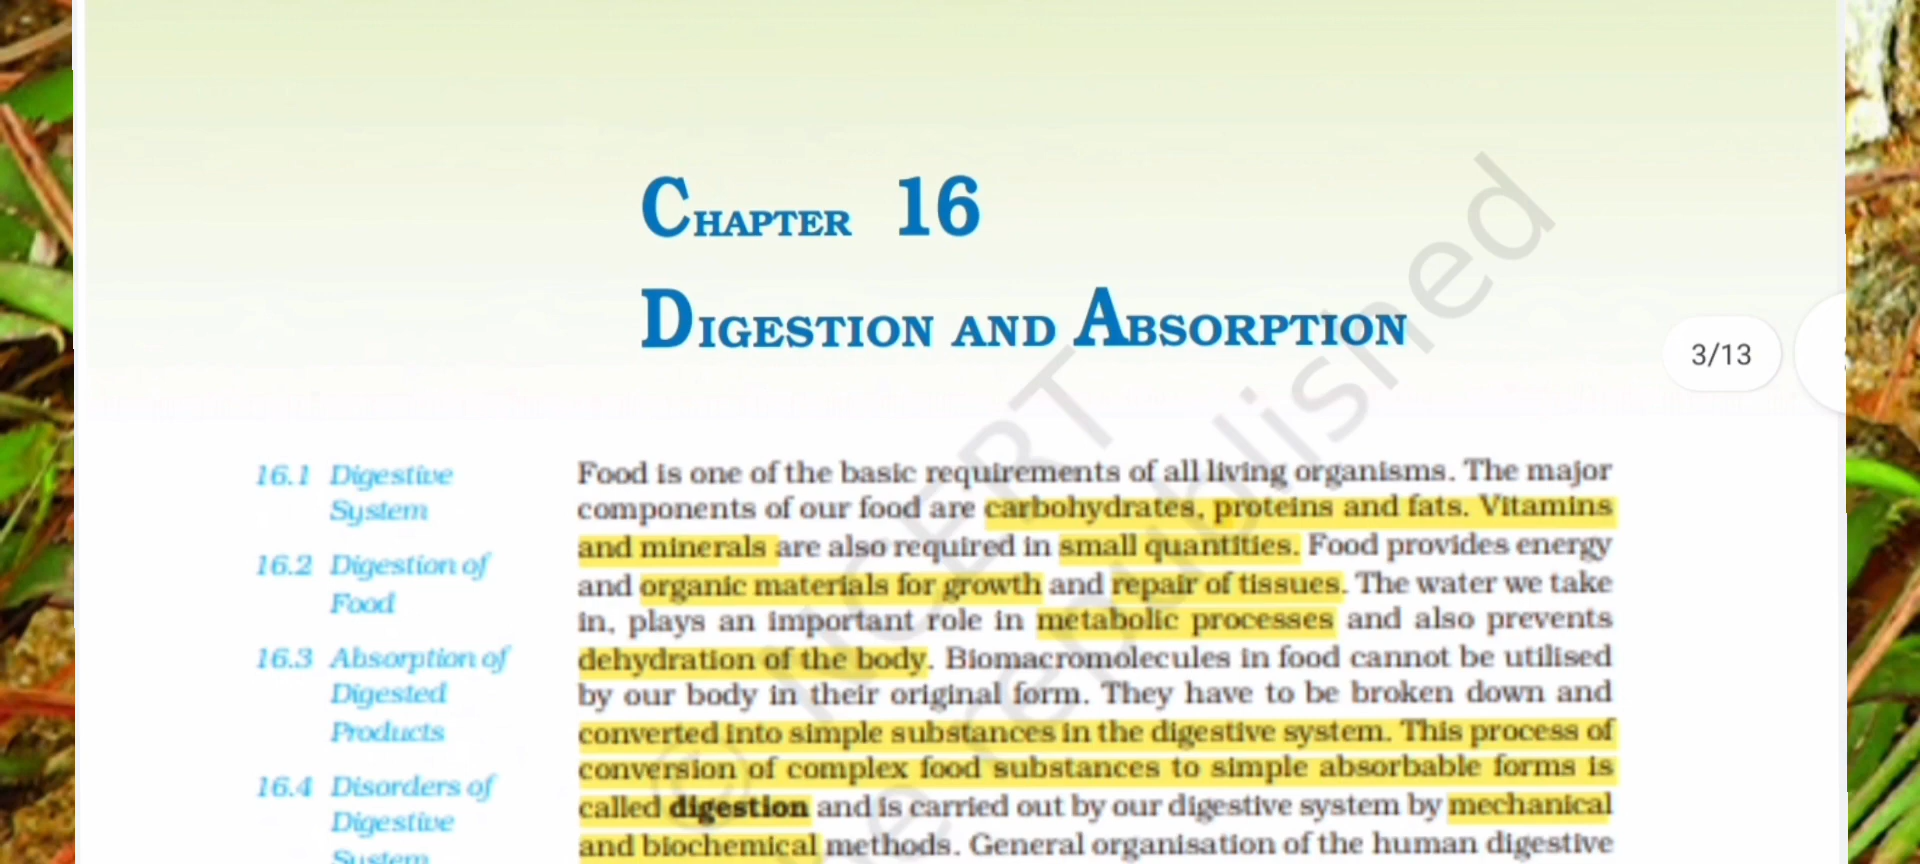 CHAPTER 16
DIGESTION AND ABSORPTION
3/13
16.1 Digestive
System
16.2 Digestion of
Food
16.3 Absorption of
Digested
Products
16.4 Disorders of
Digestive
System
Food is one of the basic requirements of all living organisms. The major
components of our food are carbohydrates, proteins and fats. Vitamins
and minerals are also required in small quantities. Food provides energy
and organic materials for growth and repair of tissues. The water we take
in, plays an important role in metabolic processes and also prevents
dehydration of the body. Biomacromolecules in food cannot be utilised
by our body in their original form. They have to be broken down and
converted into simple substances in the digestive system. This process of
conversion of complex food substances to simple absorbable forms is
called digestion and is carried out by our digestive system by mechanical
and biochemical methods. General organisation of the human digestive
© NCERT
republished